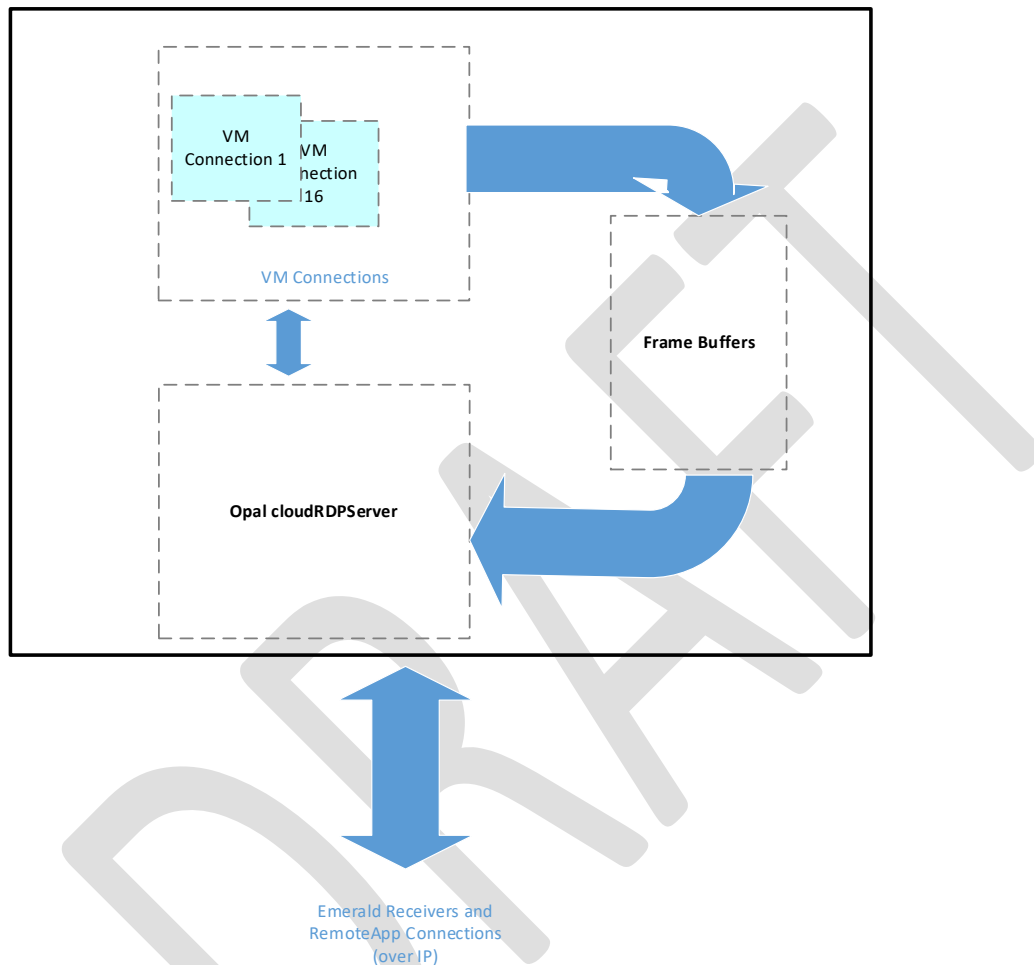 VM
Connection 1
VM
16
VM Connections
Frame Buffers
Opal cloudRDPServer
Emerald Receivers and
RemoteApp Connections
(over IP)
DRAFT